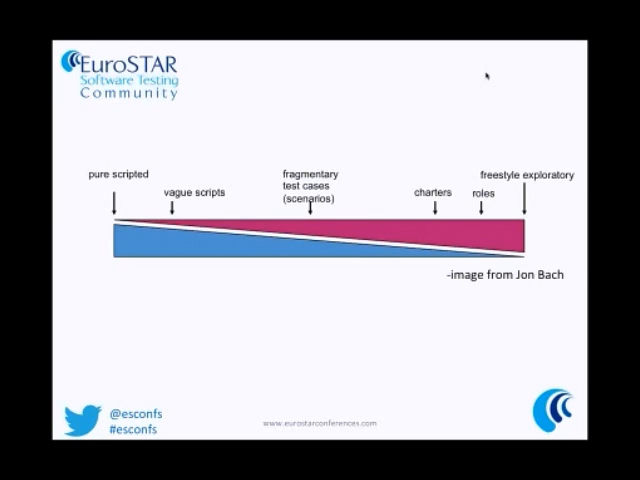 EuroSTAR
Software Testing
Community
pure scripted
vague scripts
fragmentary
test cases
(scenarios)
charters
roles
freestyle exploratory
-image from Jon Bach
@esconfs
#esconfs
www.eurostarconferences.com